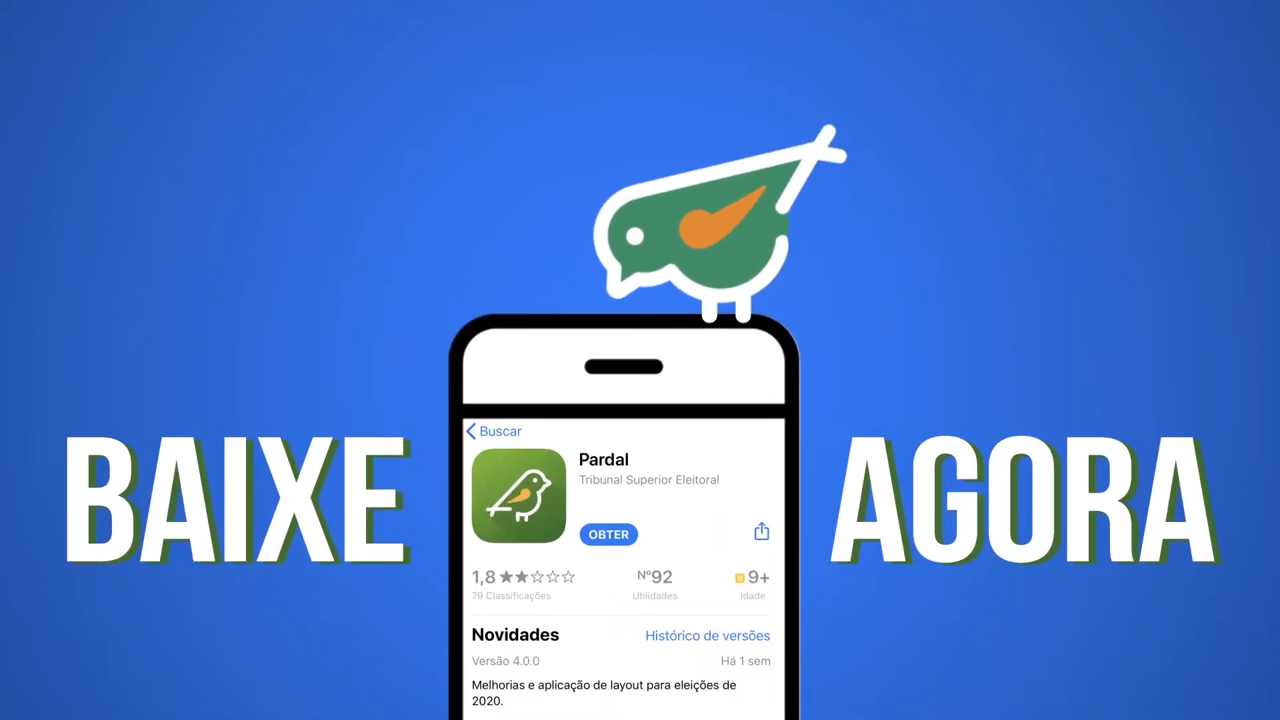 BAIXE
AGORA
Buscar
Pardal
Tribunal Superior Eleitoral
OBTER
1,8
79 Classificações
Nº92
Utilidades
9+
Idade
Novidades
Histórico de versões
Versão 4.0.0
Há 1 sem
Melhorias e aplicação de layout para eleições de
2020.